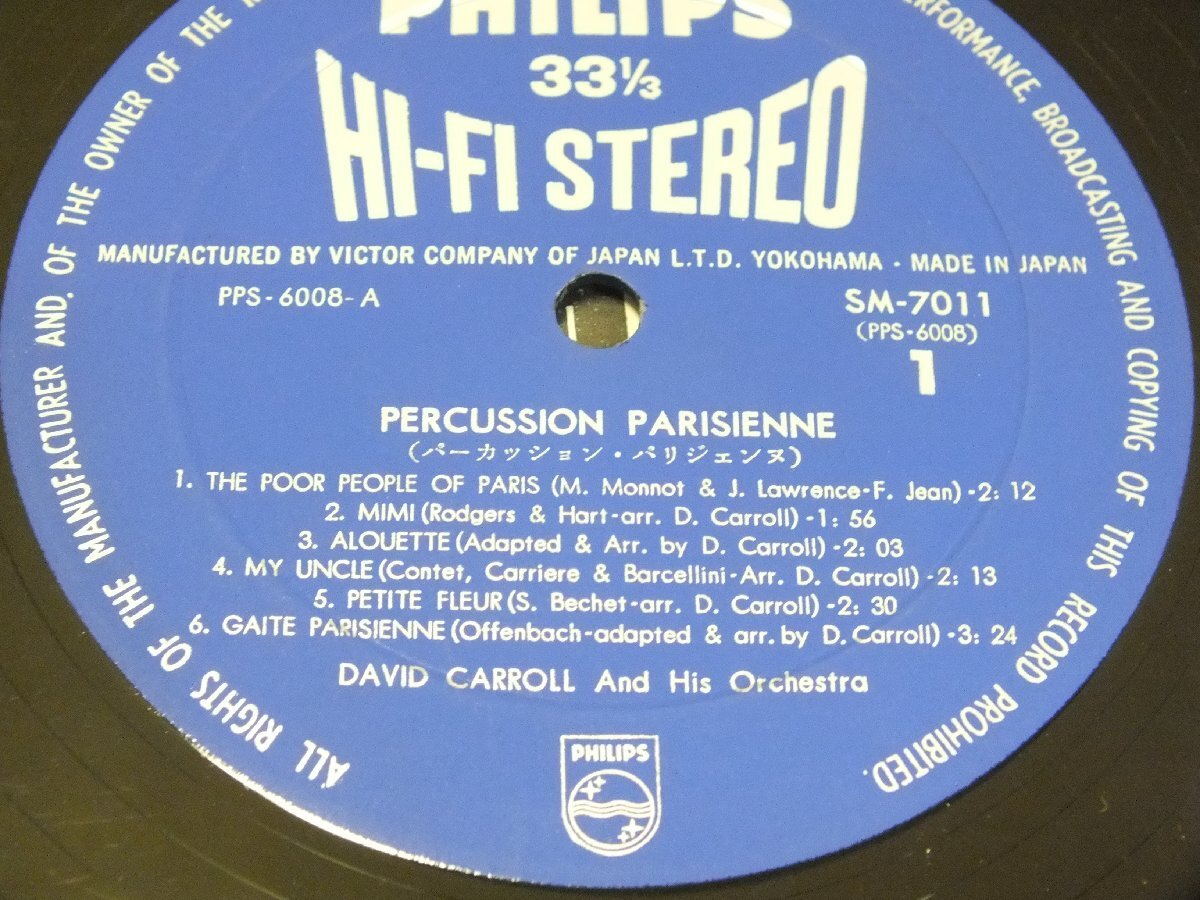 PHILIPS
33⅓
HI-FI STEREO
MANUFACTURED BY VICTOR COMPANY OF JAPAN L.T.D. YOKOHAMA - MADE IN JAPAN
PPS-6008-A
SM-7011
(PPS-6008)
1
PERCUSSION PARISIENNE
(パーカッション・パリジェンヌ)
1. THE POOR PEOPLE OF PARIS (M. Monnot & J. Lawrence-F. Jean)-2: 12
2. MIMI (Rodgers & Hart-arr. D. Carroll)-1: 56
3. ALOUETTE (Adapted & Arr. by D. Carroll)-2: 03
4. MY UNCLE (Contet, Carriere & Barcellini-Arr. D. Carroll)-2: 13
5. PETITE FLEUR (S. Bechet-arr. D. Carroll)-2: 30
6. GAITE PARISIENNE (Offenbach-adapted & arr. by D. Carroll)-3: 24
DAVID CARROLL And His Orchestra
PHILIPS
ALL RIGHTS OF THE MANUFACTURER AND. OF THE OWNER OF THE
PERFORMANCE, BROADCASTING AND COPYING OF THIS RECORD PROHIBITED.